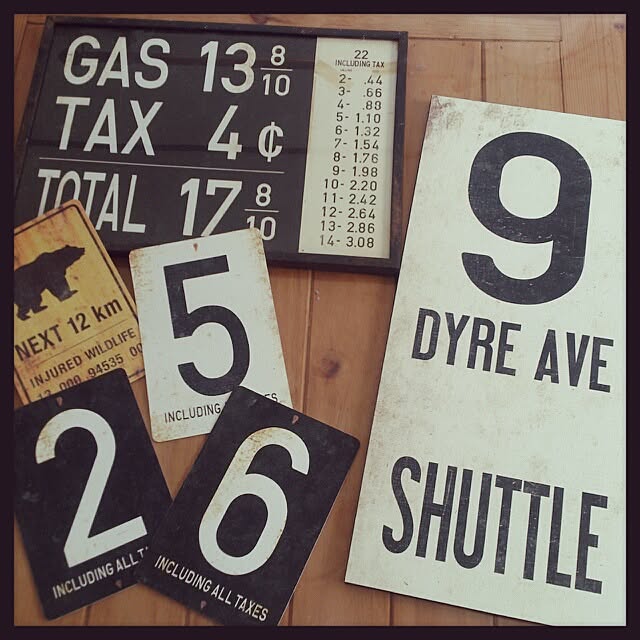 GAS 13 8/10
TAX 4 ¢
TOTAL 17 8/10
22
INCLUDING TAX
2- .44
3- .66
4- .88
5- 1.10
6- 1.32
7- 1.54
8- 1.76
9- 1.98
10- 2.20
11- 2.42
12- 2.64
13- 2.86
14- 3.08
9
DYRE AVE
SHUTTLE
NEXT 12 km
INJURED WILDLIFE
94535
5
INCLUDING
2
INCLUDING ALL
6
INCLUDING ALL TAXES